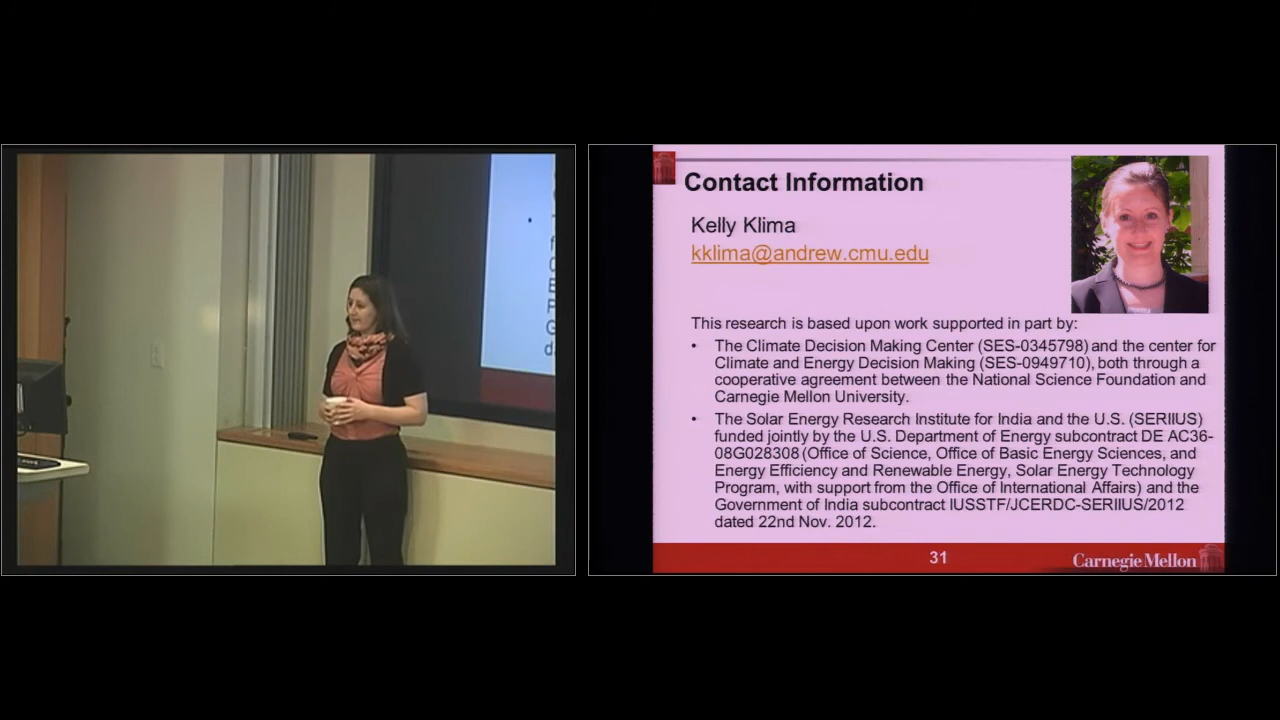 Contact Information
Kelly Klima
kklima@andrew.cmu.edu
This research is based upon work supported in part by:
• The Climate Decision Making Center (SES-0345798) and the center for
Climate and Energy Decision Making (SES-0949710), both through a
cooperative agreement between the National Science Foundation and
Carnegie Mellon University.
• The Solar Energy Research Institute for India and the U.S. (SERIIUS)
funded jointly by the U.S. Department of Energy subcontract DE AC36-
08G028308 (Office of Science, Office of Basic Energy Sciences, and
Energy Efficiency and Renewable Energy, Solar Energy Technology
Program, with support from the Office of International Affairs) and the
Government of India subcontract IUSSTF/JCERDC-SERIIUS/2012
dated 22nd Nov. 2012.
31
Carnegie Mellon